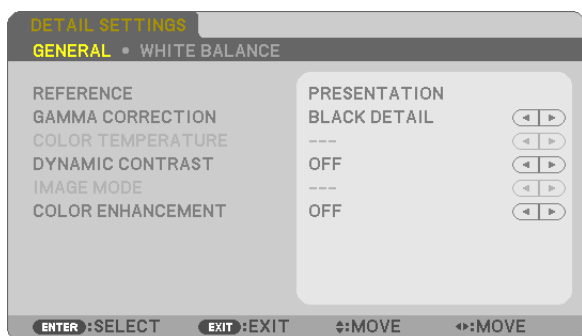 DETAIL SETTINGS
GENERAL • WHITE BALANCE
REFERENCE PRESENTATION
GAMMA CORRECTION BLACK DETAIL
COLOR TEMPERATURE ---
DYNAMIC CONTRAST OFF
IMAGE MODE ---
COLOR ENHANCEMENT OFF
ENTER :SELECT EXIT :EXIT :MOVE :MOVE